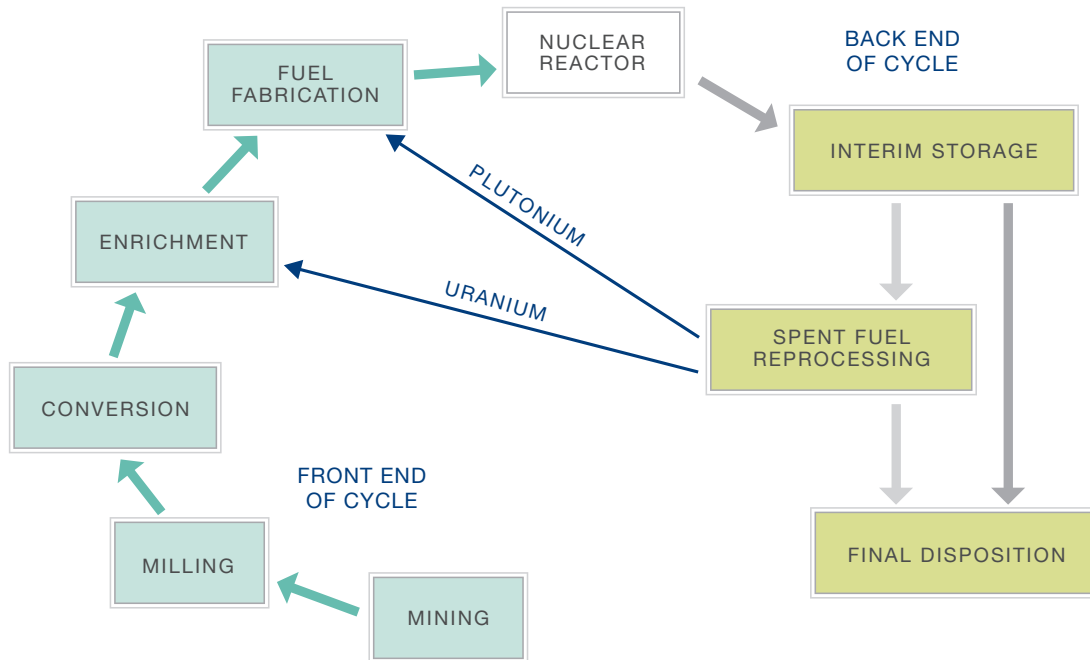 NUCLEAR
REACTOR
BACK END
OF CYCLE
FUEL
FABRICATION
INTERIM STORAGE
PLUTONIUM
ENRICHMENT
URANIUM
SPENT FUEL
REPROCESSING
CONVERSION
FRONT END
OF CYCLE
MILLING
FINAL DISPOSITION
MINING